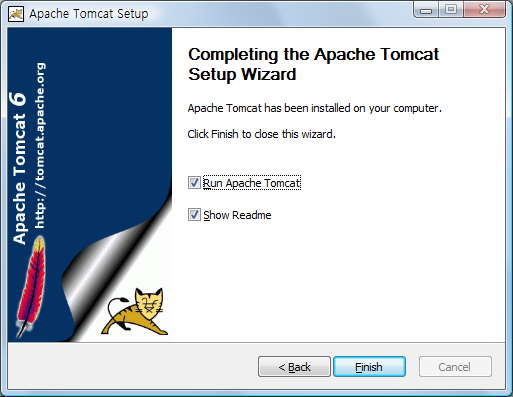 Apache Tomcat Setup
Completing the Apache Tomcat
Setup Wizard
Apache Tomcat has been installed on your computer.
Click Finish to close this wizard.
Run Apache Tomcat
Show Readme
Apache Tomcat 6
http://tomcat.apache.org
< Back
Finish
Cancel